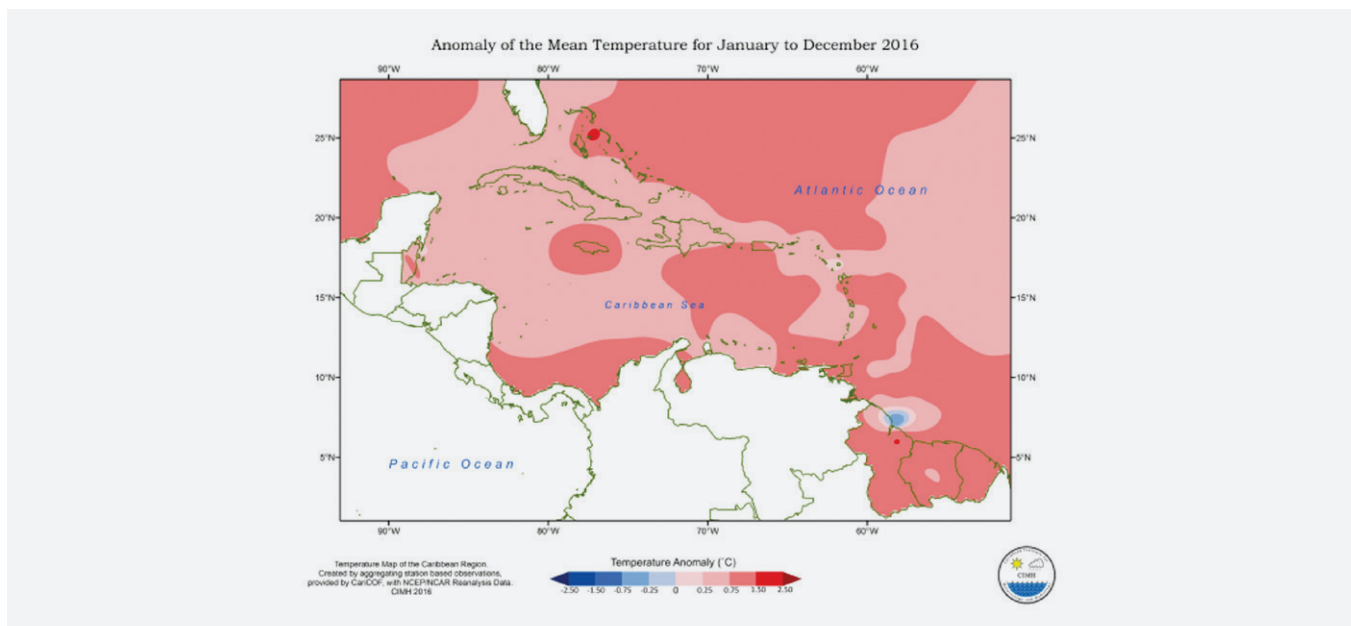 Anomaly of the Mean Temperature for January to December 2016
90°W 80°W 70°W 60°W
25°N 25°N
Atlantic Ocean
20°N 20°N
15°N 15°N
Caribbean Sea
10°N 10°N
5°N 5°N
Pacific Ocean
90°W 80°W 70°W 60°W
Temperature Map of the Caribbean Region.
Created by aggregating station based observations,
provided by CariCOF, with NCEP/NCAR Reanalysis Data.
CIMH 2016
Temperature Anomaly (˚C)
-2.50 -1.50 -0.75 -0.25 0 0.25 0.75 1.50 2.50
CIMH